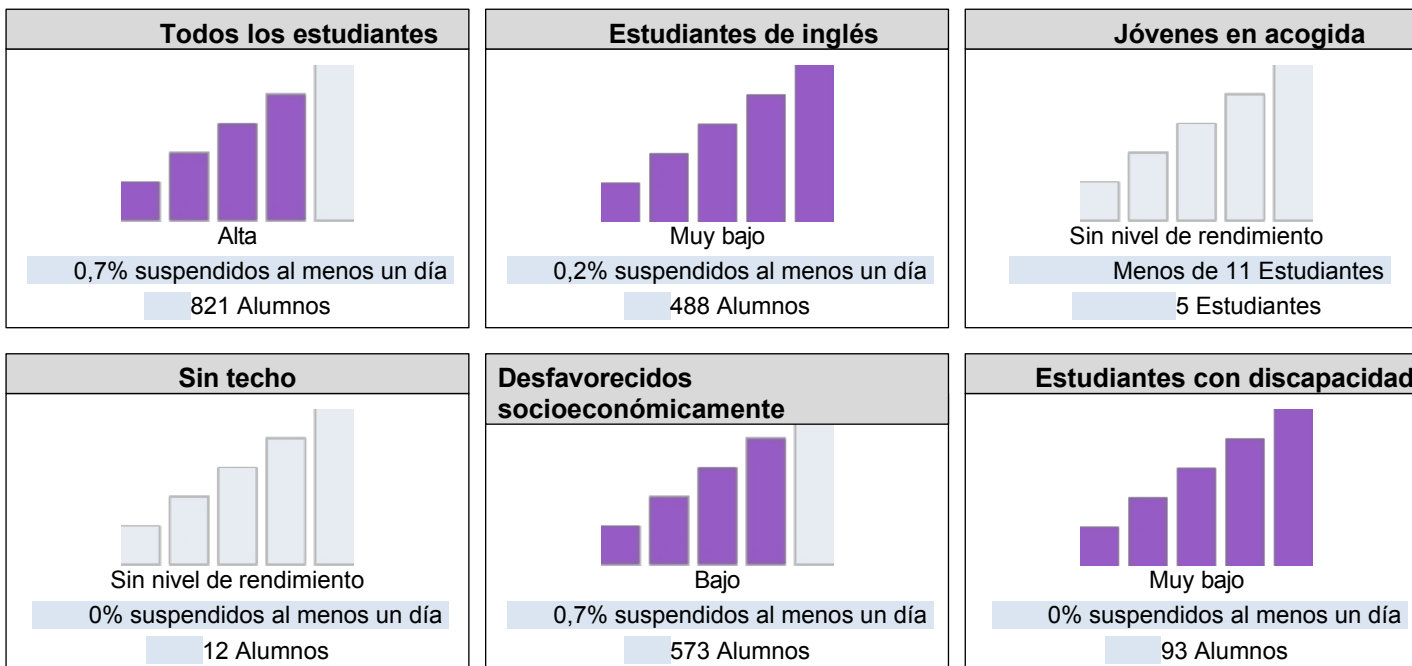 Todos los estudiantes
Alta
0,7% suspendidos al menos un día
821 Alumnos
Estudiantes de inglés
Muy bajo
0,2% suspendidos al menos un día
488 Alumnos
Jóvenes en acogida
Sin nivel de rendimiento
Menos de 11 Estudiantes
5 Estudiantes
Sin techo
Sin nivel de rendimiento
0% suspendidos al menos un día
12 Alumnos
Desfavorecidos
socioeconómicamente
Bajo
0,7% suspendidos al menos un día
573 Alumnos
Estudiantes con discapacidad
Muy bajo
0% suspendidos al menos un día
93 Alumnos